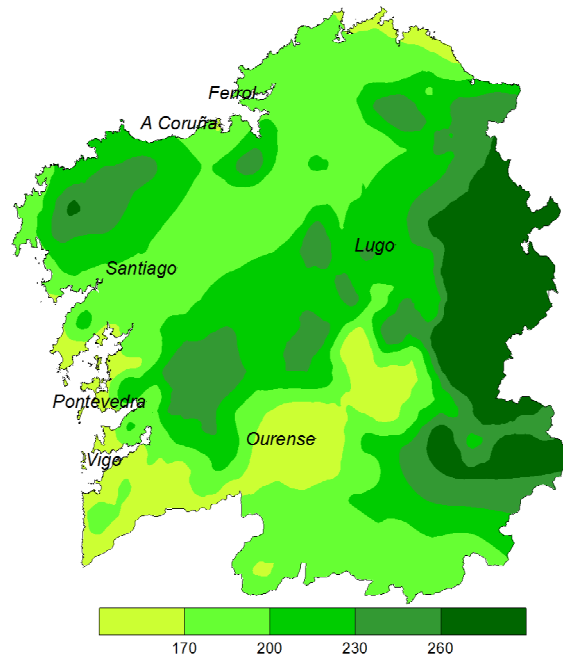 Ferrol
A Coruña
Lugo
Santiago
Pontevedra
Ourense
Vigo
170 200 230 260